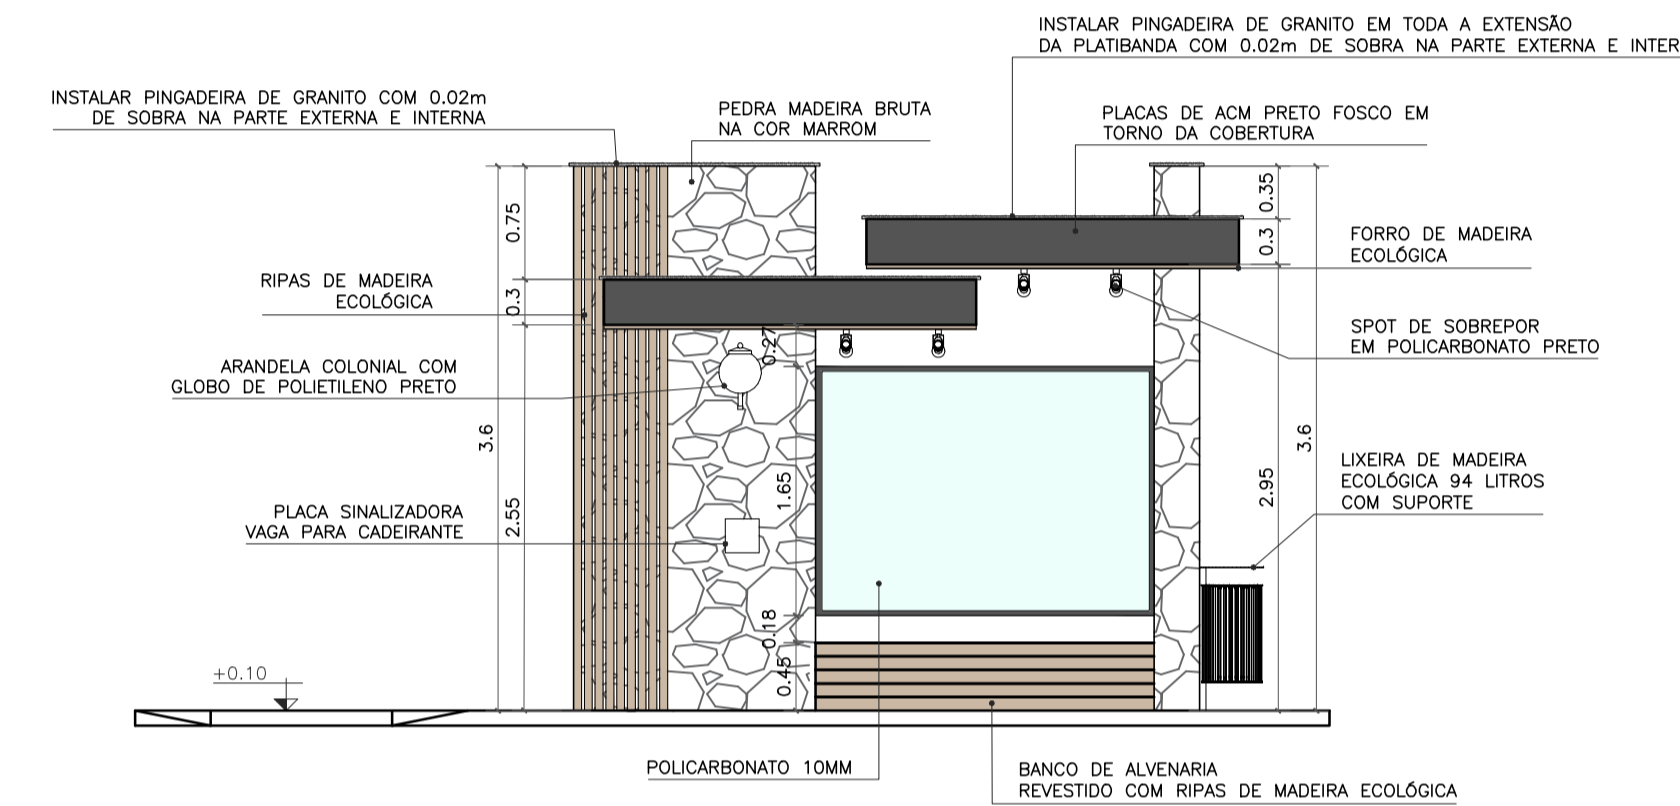 INSTALAR PINGADEIRA DE GRANITO EM TODA A EXTENSÃO
DA PLATIBANDA COM 0.02m DE SOBRA NA PARTE EXTERNA E INTER
INSTALAR PINGADEIRA DE GRANITO COM 0.02m
DE SOBRA NA PARTE EXTERNA E INTERNA
PEDRA MADEIRA BRUTA
NA COR MARROM
PLACAS DE ACM PRETO FOSCO EM
TORNO DA COBERTURA
0.75
0.35
0.3
FORRO DE MADEIRA
ECOLÓGICA
RIPAS DE MADEIRA
ECOLÓGICA
0.3
0.27
SPOT DE SOBREPOR
EM POLICARBONATO PRETO
ARANDELA COLONIAL COM
GLOBO DE POLIETILENO PRETO
3.6
3.6
1.65
2.95
2.55
LIXEIRA DE MADEIRA
ECOLÓGICA 94 LITROS
COM SUPORTE
PLACA SINALIZADORA
VAGA PARA CADEIRANTE
0.18
0.45
+0.10
POLICARBONATO 10MM
BANCO DE ALVENARIA
REVESTIDO COM RIPAS DE MADEIRA ECOLÓGICA